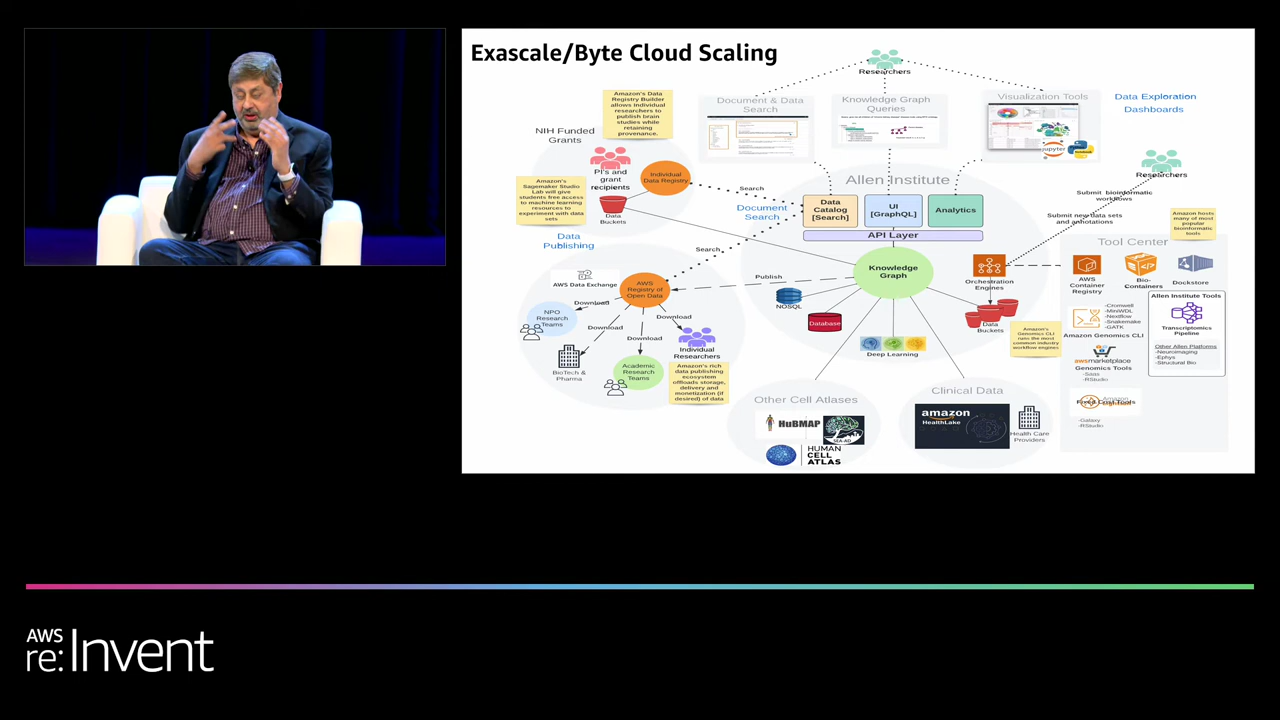 Exascale/Byte Cloud Scaling
Researchers
Amazon's Data
Registry Builder
allows Individual
researchers to
publish brain
studies while
retaining
provenance.
Document & Data
Search
Knowledge Graph
Queries
Visualization Tools
jupyter
Data Exploration
Dashboards
NIH Funded
Grants
PI's and
grant
recipients
Individual
Data Registry
Data
Buckets
Amazon's
Sagemaker Studio
Lab will give
students free access
to machine learning
resources to
experiment with data
sets
Search
Document
Search
Search
Data
Publishing
Allen Institute
Data
Catalog
[Search]
UI
[GraphQL]
Analytics
API Layer
Knowledge
Graph
Publish
NOSQL
Database
Deep Learning
Orchestration
Engines
Data
Buckets
Researchers
Submit bioinformatic
workflows
Submit new data sets
and annotations
Amazon hosts
many of most
popular
bioinformatic
tools
Tool Center
AWS
Container
Registry
Bio-
Containers
Dockstore
-Cromwell
-MiniWDL
-Nextflow
-Snakemake
-GATK
Amazon Genomics CLI
Allen Institute Tools
Transcriptomics
Pipeline
Other Allen Platforms
-Neuroimaging
-Ephys
-Structural Bio
aws marketplace
Genomics Tools
-Saas
-RStudio
Fixed Cost Tools
-Galaxy
-RStudio
Amazon's
Genomics CLI
runs the most
common industry
workflow engines
AWS Data Exchange
AWS
Registry of
Open Data
Download
Download
Download
Download
NPO
Research
Teams
BioTech &
Pharma
Academic
Research
Teams
Individual
Researchers
Amazon's rich
data publishing
ecosystem
offloads storage,
delivery and
monetization (if
desired) of data
Other Cell Atlases
HuBMAP
SEA-AD
HUMAN
CELL
ATLAS
Clinical Data
amazon
HealthLake
Health Care
Providers
AWS
re:Invent